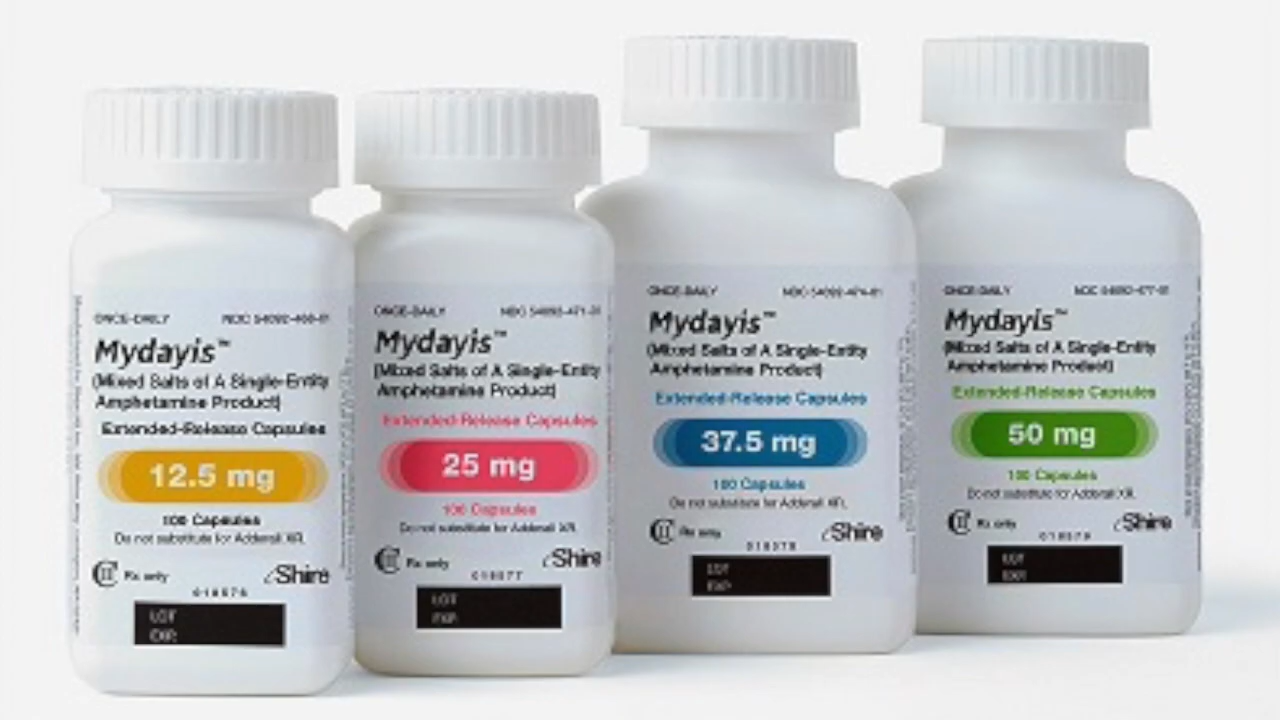 ONCE-DAILY
Mydayis™
(Mixed Salts of A Single-Entity
Amphetamine Product)
Extended-Release Capsules
12.5 mg
100 Capsules
Do not substitute for Adderall XR.
CII Rx only
Shire
LOT
EXP.
ONCE-DAILY
Mydayis™
(Mixed Salts of A Single-Entity
Amphetamine Product)
Extended-Release Capsules
25 mg
100 Capsules
Do not substitute for Adderall XR.
CII Rx only
Shire
018577
LOT
EXP.
ONCE-DAILY
Mydayis™
(Mixed Salts of A Single-Entity
Amphetamine Product)
Extended-Release Capsules
37.5 mg
100 Capsules
Do not substitute for Adderall XR.
CII Rx only
Shire
LOT
EXP.
ONCE-DAILY
Mydayis™
(Mixed Salts of A Single-Entity
Amphetamine Product)
Extended-Release Capsules
50 mg
100 Capsules
Do not substitute for Adderall XR.
CII Rx only
Shire
LOT
EXP.